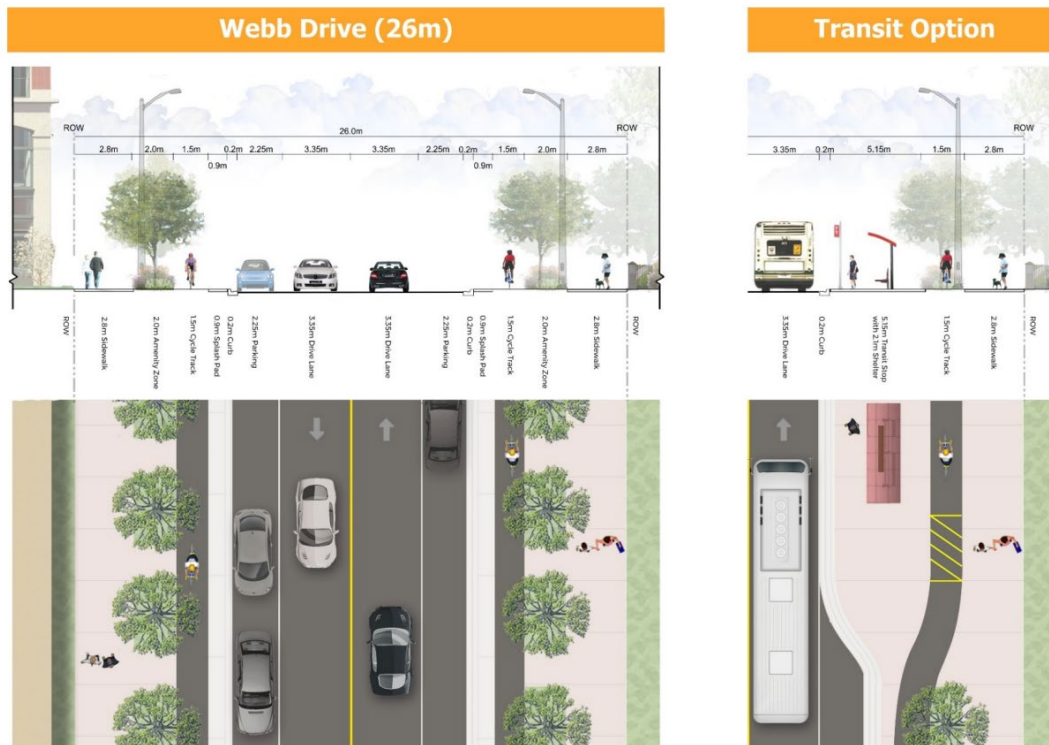 Webb Drive (26m)
Transit Option
ROW
26.0m
ROW
2.8m 2.0m 1.5m 0.2m 2.25m 3.35m 3.35m 2.25m 0.2m 1.5m 2.0m 2.8m
0.9m 0.9m
ROW
3.35m 0.2m 5.15m 1.5m 2.8m
ROW
2.8m Sidewalk
2.0m Amenity Zone
1.5m Cycle Track
0.9m Splash Pad
0.2m Curb
2.25m Parking
3.35m Drive Lane
3.35m Drive Lane
2.25m Parking
0.2m Curb
0.9m Splash Pad
1.5m Cycle Track
2.0m Amenity Zone
2.8m Sidewalk
ROW
3.35m Drive Lane
0.2m Curb
5.15m Transit Stop
with 2.1m Shelter
1.5m Cycle Track
2.8m Sidewalk
ROW